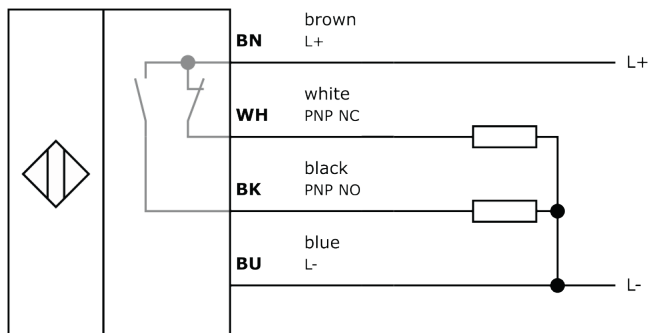 brown
BN L+ L+
white
WH PNP NC
black
BK PNP NO
blue
BU L- L-